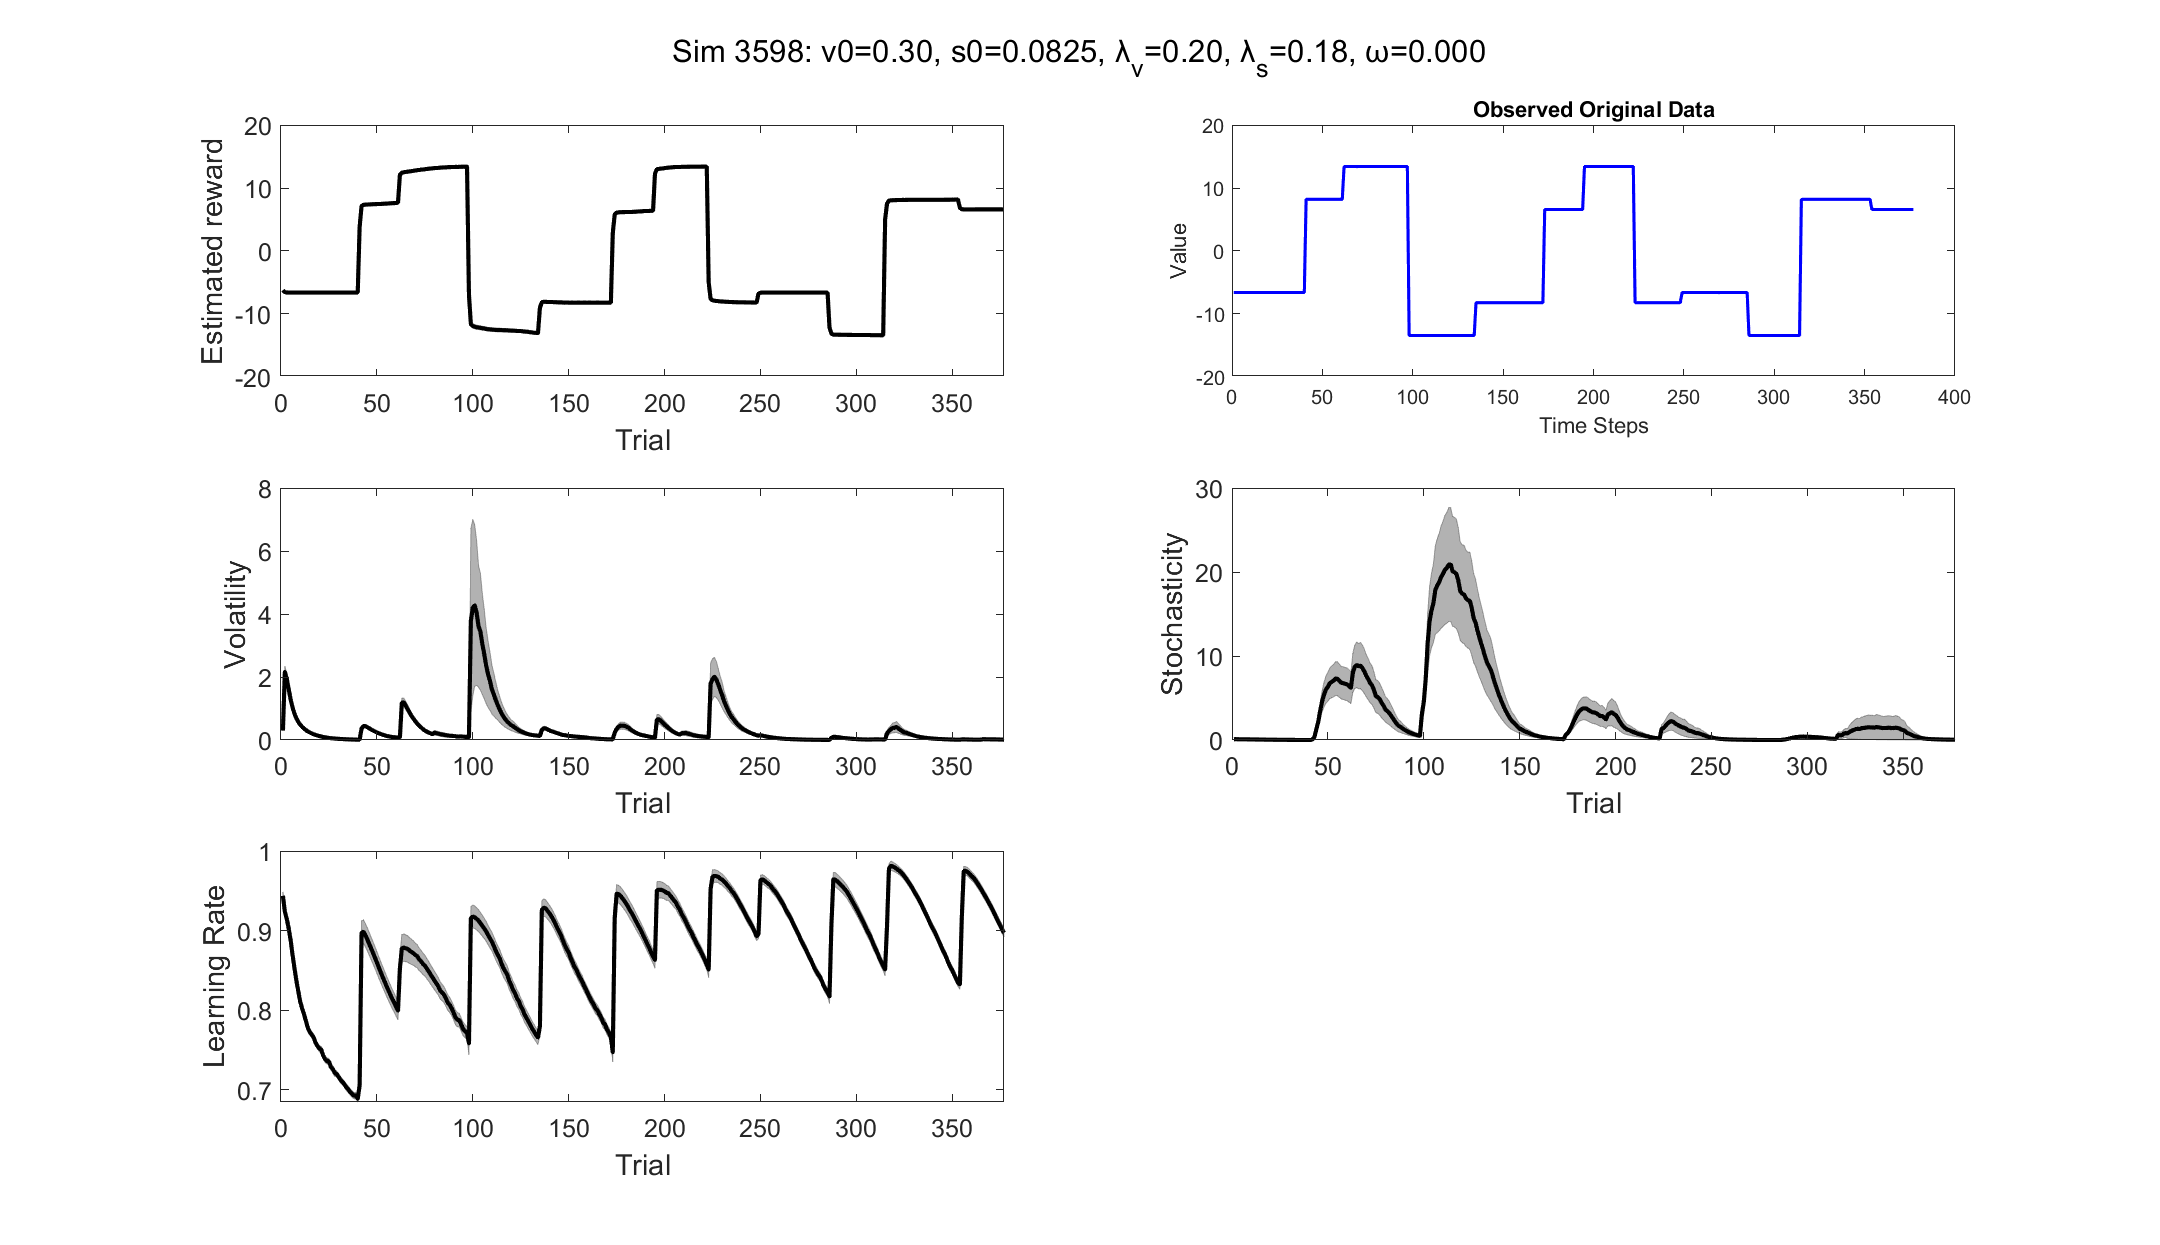 Sim 3598: v0=0.30, s0=0.0825, λv=0.20, λs=0.18, ω=0.000
Estimated reward
20
10
0
-10
-20
0 50 100 150 200 250 300 350
Trial
Observed Original Data
Value
20
10
0
-10
-20
0 50 100 150 200 250 300 350 400
Time Steps
Volatility
8
6
4
2
0
0 50 100 150 200 250 300 350
Trial
Stochasticity
30
20
10
0
0 50 100 150 200 250 300 350
Trial
Learning Rate
1
0.9
0.8
0.7
0 50 100 150 200 250 300 350
Trial